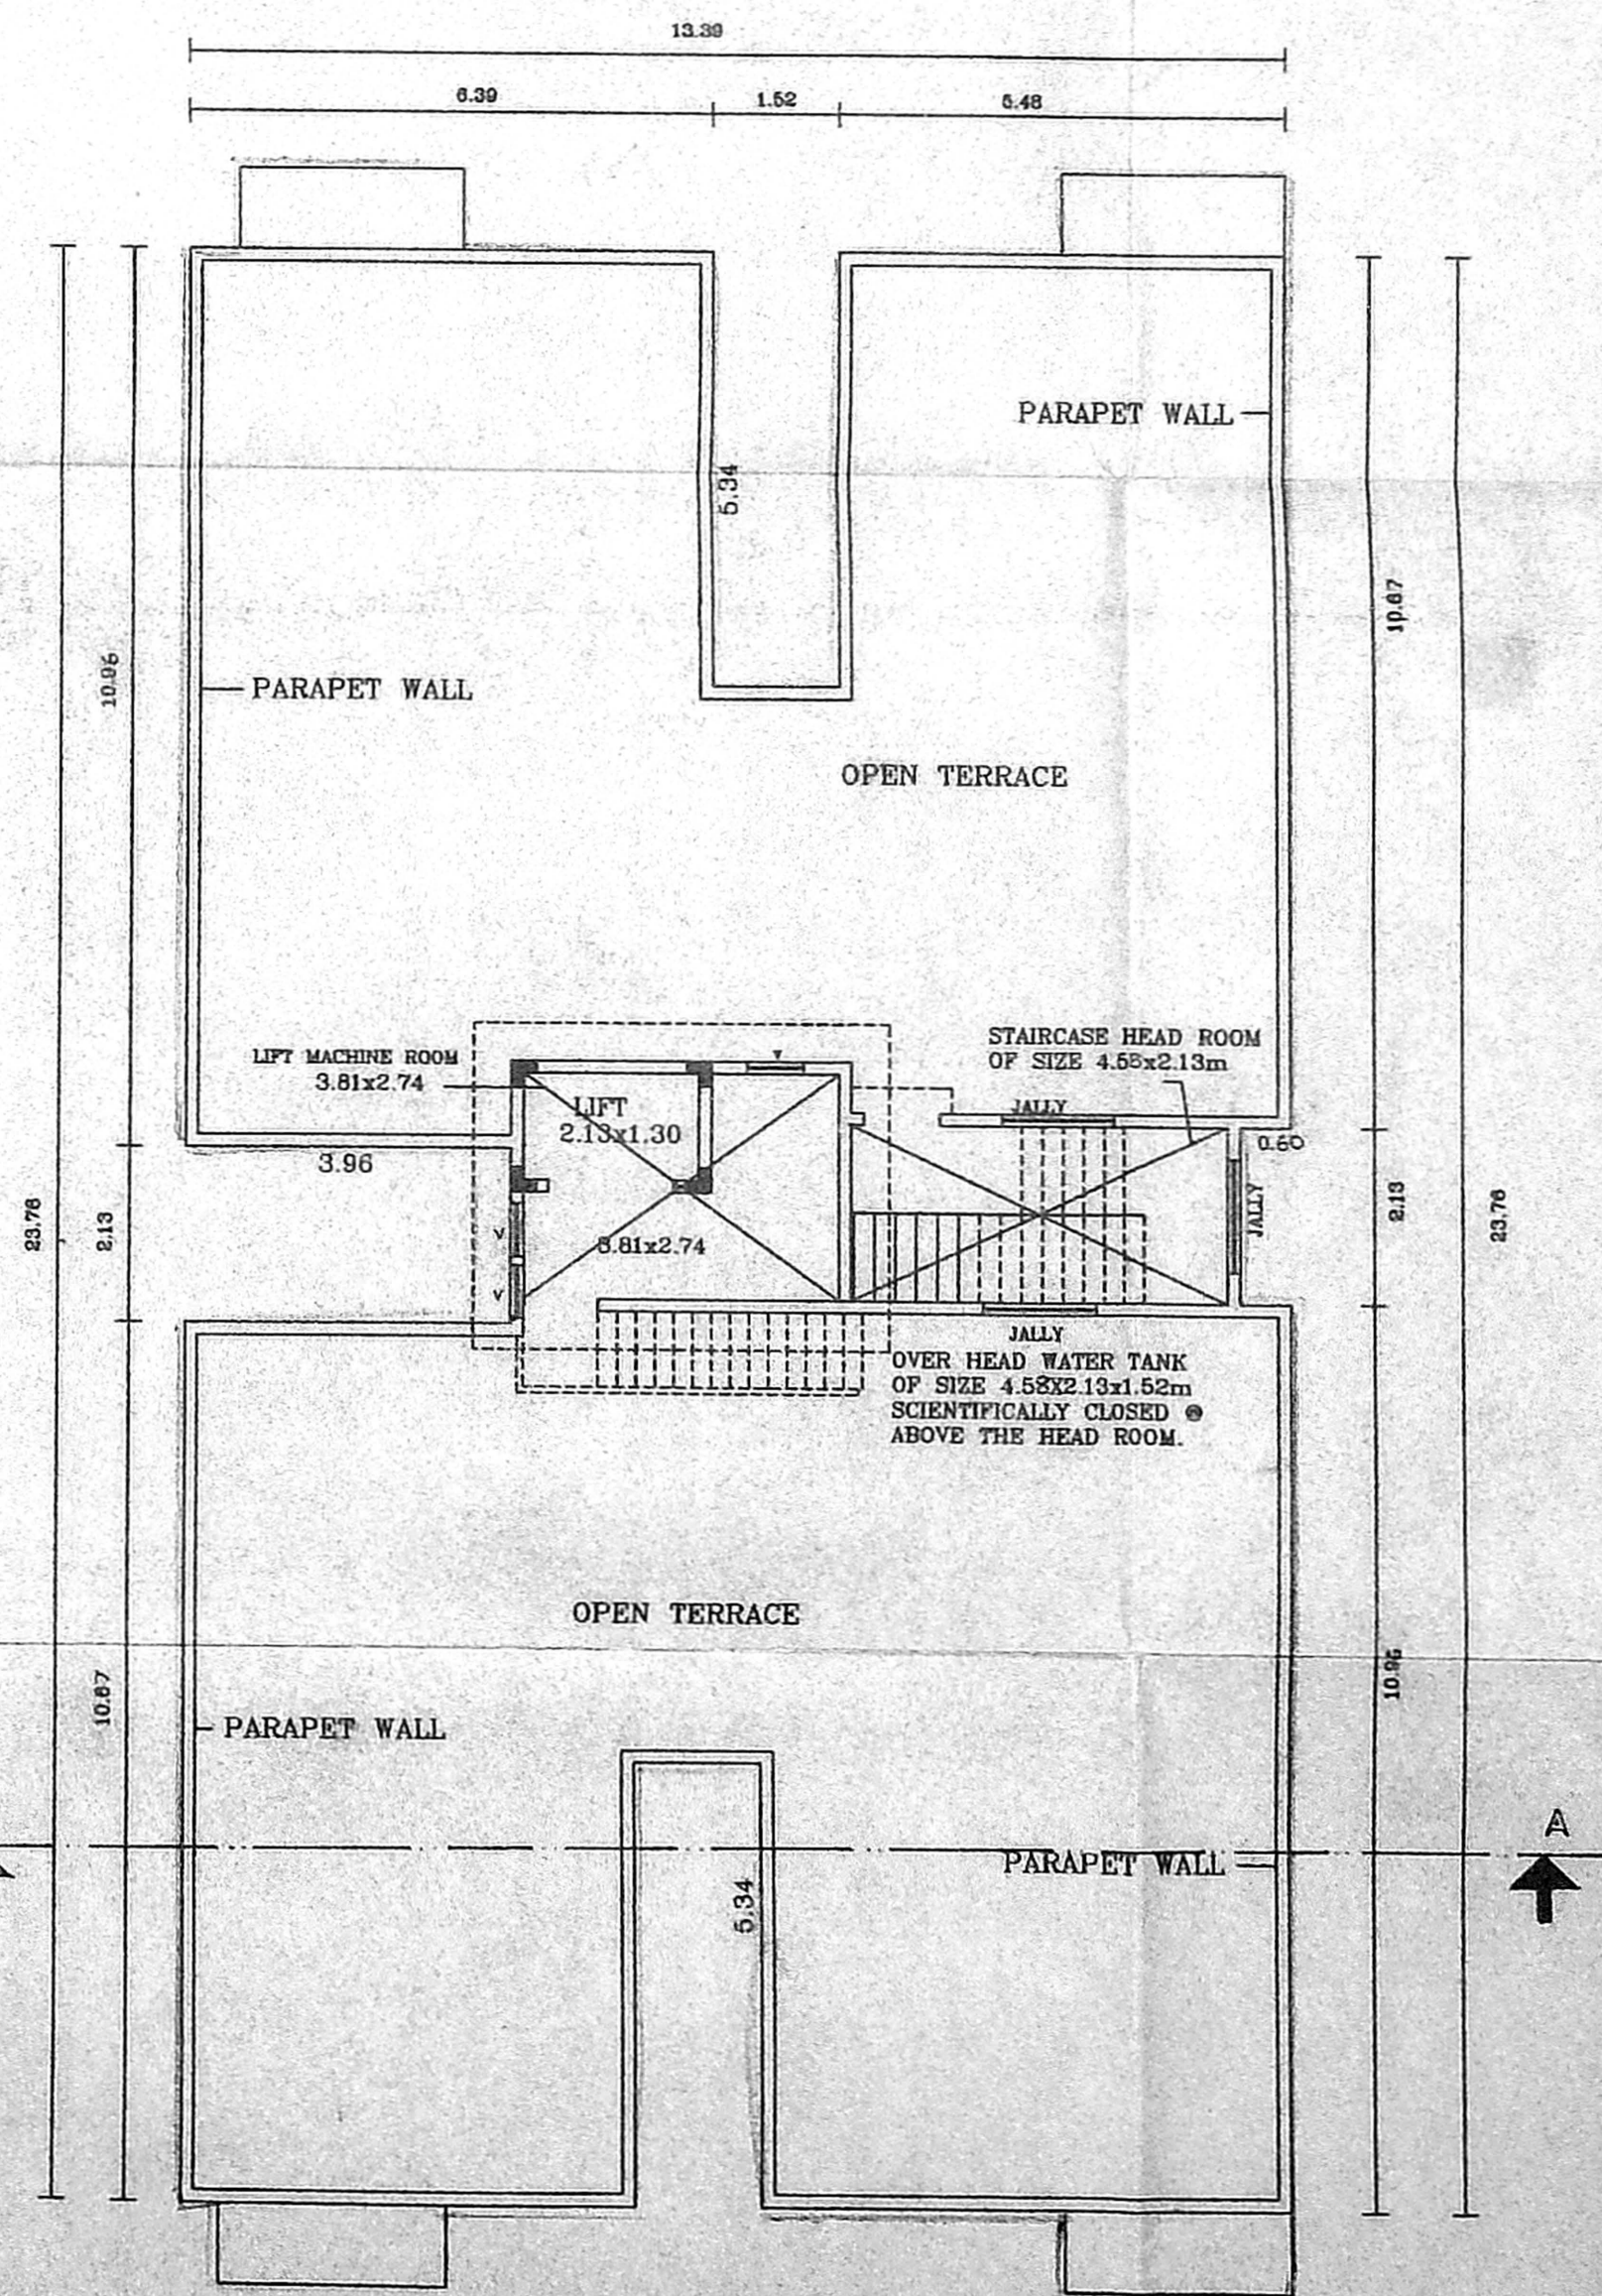 13.39
6.39 1.52 5.48
PARAPET WALL
5.34
10.67
10.96
PARAPET WALL
OPEN TERRACE
STAIRCASE HEAD ROOM
OF SIZE 4.58x2.13m
LIFT MACHINE ROOM
3.81x2.74
LIFT
2.13x1.30
JALLY
0.60
3.96
JALLY
23.76
2.13
V
V
V
3.81x2.74
2.13
23.76
JALLY
OVER HEAD WATER TANK
OF SIZE 4.58X2.13x1.52m
SCIENTIFICALLY CLOSED @
ABOVE THE HEAD ROOM.
OPEN TERRACE
10.67
10.96
PARAPET WALL
A
PARAPET WALL
5.34